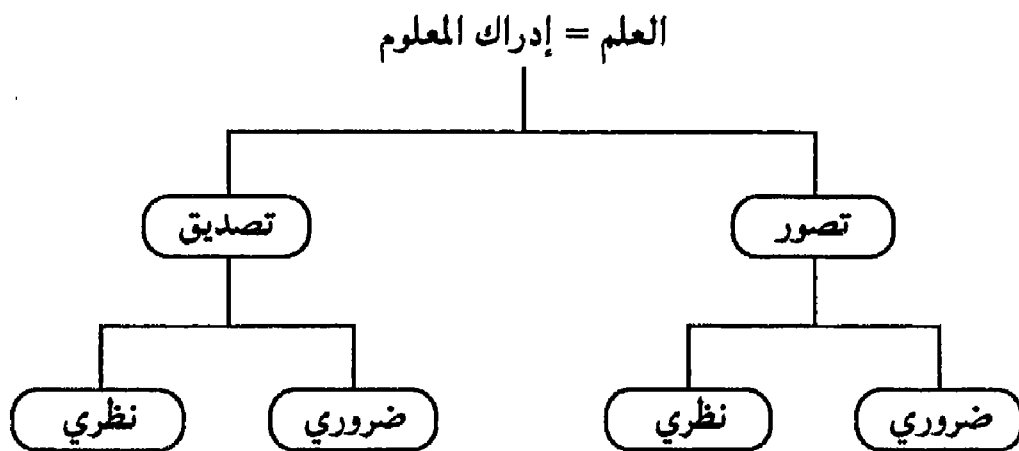 العلم = إدراك المعلوم
تصور
تصديق
ضروري
نظري
ضروري
نظري